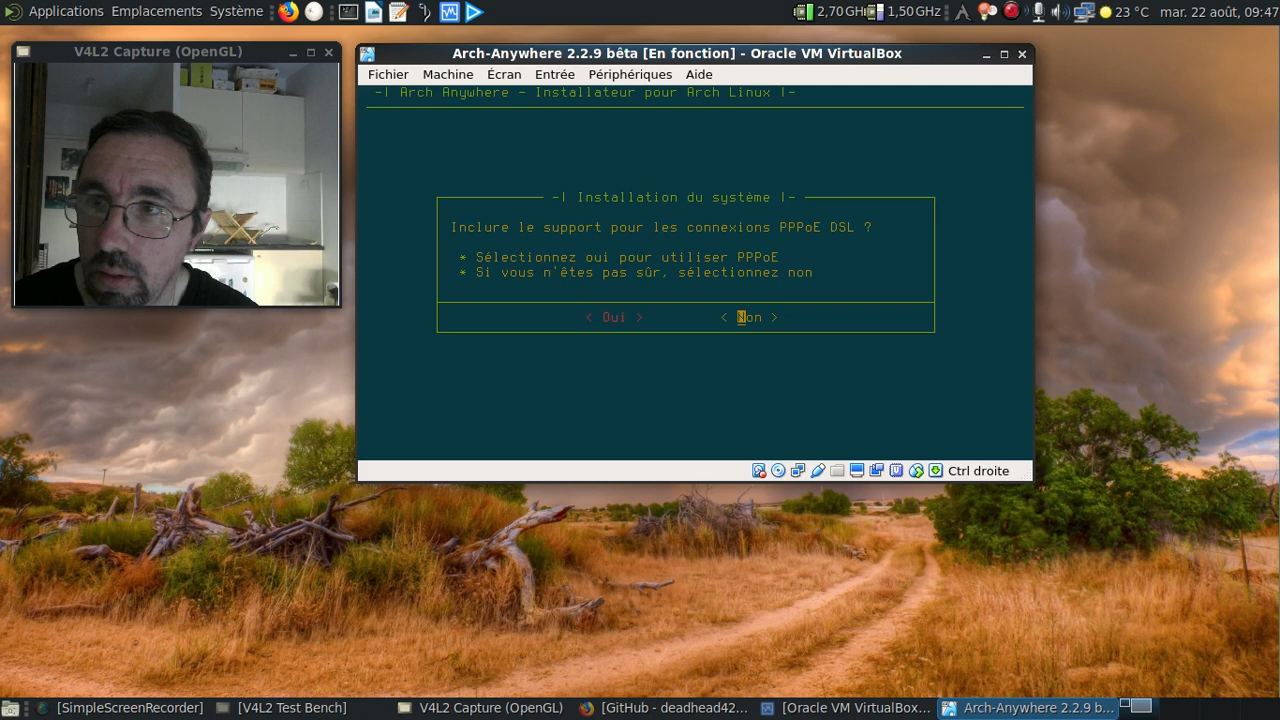 Applications Emplacements Système 2,70 GHz 1,50 GHz 23 °C mar. 22 août, 09:47
V4L2 Capture (OpenGL)
Arch-Anywhere 2.2.9 bêta [En fonction] - Oracle VM VirtualBox
Fichier Machine Écran Entrée Périphériques Aide
-| Arch Anywhere - Installateur pour Arch Linux |-
-| Installation du système |-
Inclure le support pour les connexions PPPoE DSL ?
* Sélectionnez oui pour utiliser PPPoE
* Si vous n'êtes pas sûr, sélectionnez non
< Oui > < Non >
Ctrl droite
[SimpleScreenRecorder] [V4L2 Test Bench] V4L2 Capture (OpenGL) [GitHub - deadhead42... [Oracle VM VirtualBox... Arch-Anywhere 2.2.9 b...